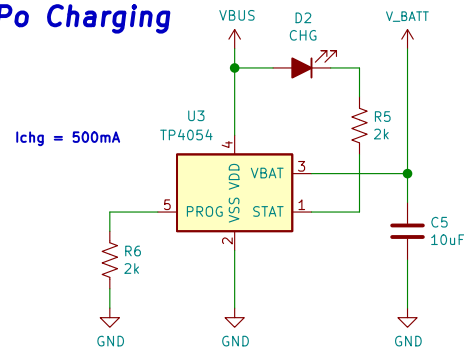 Po Charging
VBUS
D2
CHG
V_BATT
Ichg = 500mA
U3
TP4054
R5
2k
4
VDD
VBAT
3
5
PROG
VSS
STAT
1
2
C5
10uF
R6
2k
GND
GND
GND